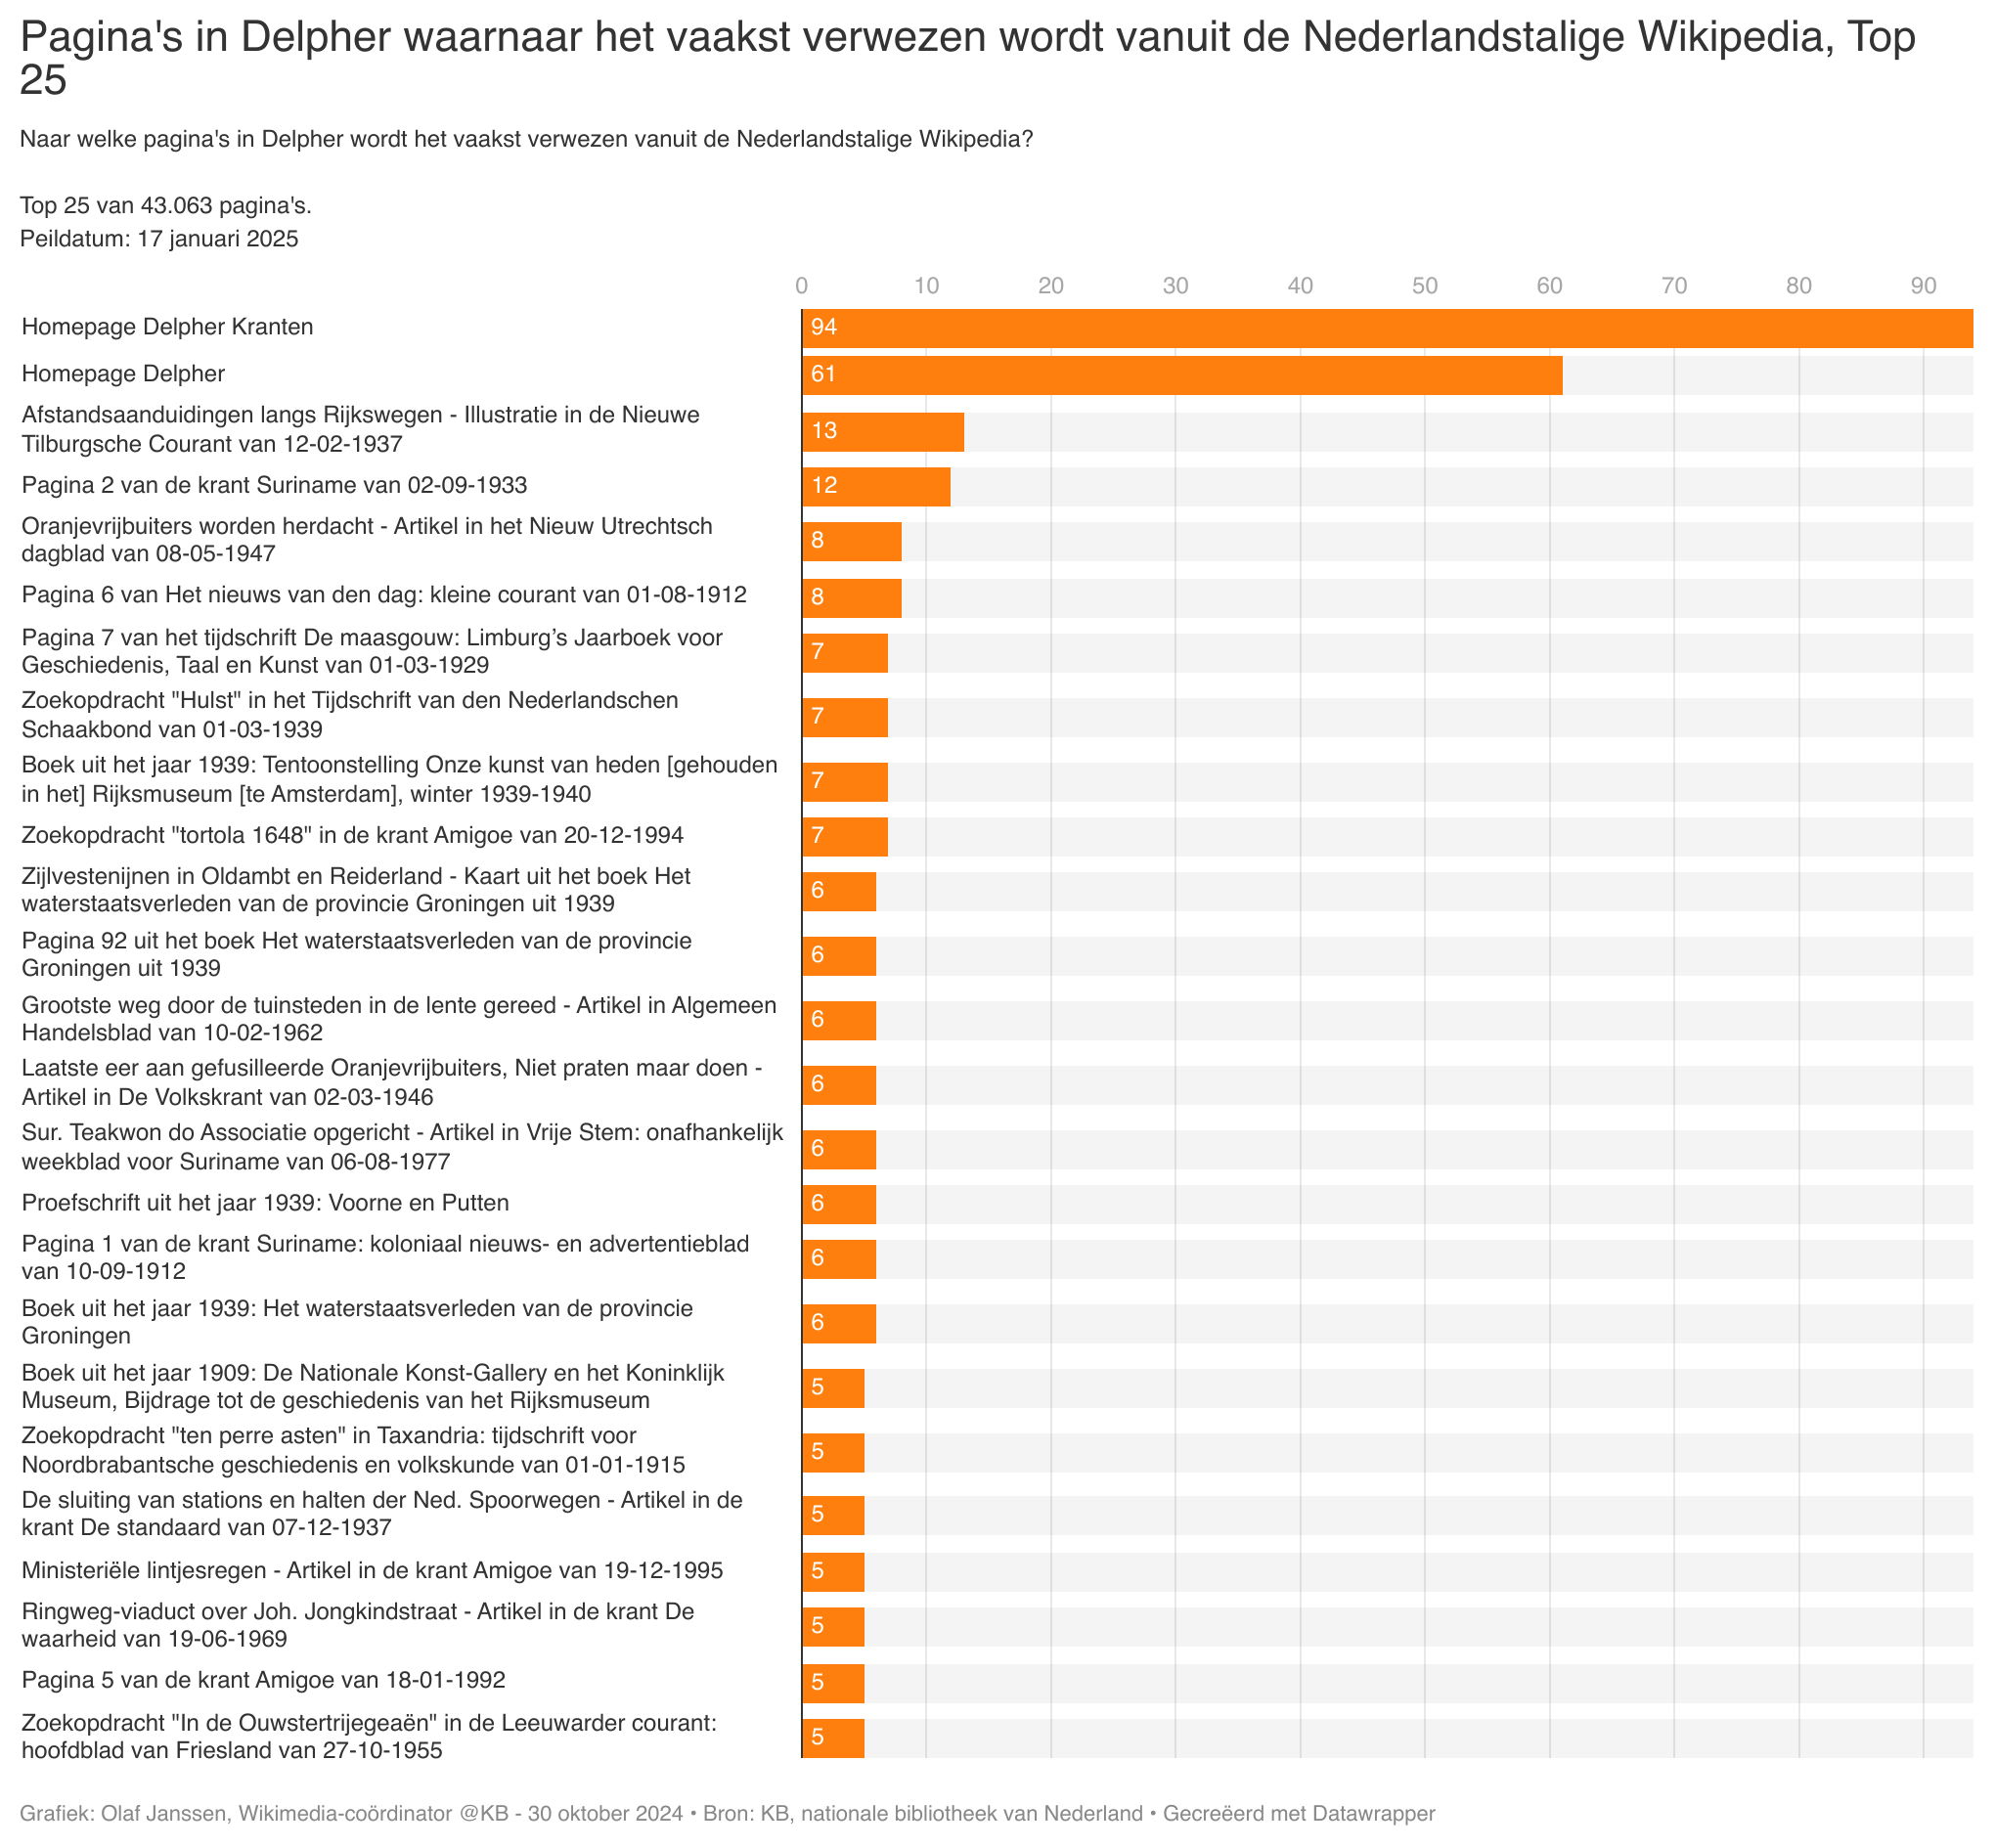 Pagina's in Delpher waarnaar het vaakst verwezen wordt vanuit de Nederlandstalige Wikipedia, Top
25
Naar welke pagina's in Delpher wordt het vaakst verwezen vanuit de Nederlandstalige Wikipedia?
Top 25 van 43.063 pagina's.
Peildatum: 17 januari 2025
0 10 20 30 40 50 60 70 80 90
Homepage Delpher Kranten 94
Homepage Delpher 61
Afstandsaanduidingen langs Rijkswegen - Illustratie in de Nieuwe
Tilburgsche Courant van 12-02-1937
13
Pagina 2 van de krant Suriname van 02-09-1933 12
Oranjevrijbuiters worden herdacht - Artikel in het Nieuw Utrechtsch
dagblad van 08-05-1947
8
Pagina 6 van Het nieuws van den dag: kleine courant van 01-08-1912 8
Pagina 7 van het tijdschrift De maasgouw: Limburg’s Jaarboek voor
Geschiedenis, Taal en Kunst van 01-03-1929
7
Zoekopdracht "Hulst" in het Tijdschrift van den Nederlandschen
Schaakbond van 01-03-1939
7
Boek uit het jaar 1939: Tentoonstelling Onze kunst van heden [gehouden
in het] Rijksmuseum [te Amsterdam], winter 1939-1940
7
Zoekopdracht "tortola 1648" in de krant Amigoe van 20-12-1994 7
Zijlvestenijnen in Oldambt en Reiderland - Kaart uit het boek Het
waterstaatsverleden van de provincie Groningen uit 1939
6
Pagina 92 uit het boek Het waterstaatsverleden van de provincie
Groningen uit 1939
6
Grootste weg door de tuinsteden in de lente gereed - Artikel in Algemeen
Handelsblad van 10-02-1962
6
Laatste eer aan gefusilleerde Oranjevrijbuiters, Niet praten maar doen -
Artikel in De Volkskrant van 02-03-1946
6
Sur. Teakwon do Associatie opgericht - Artikel in Vrije Stem: onafhankelijk
weekblad voor Suriname van 06-08-1977
6
Proefschrift uit het jaar 1939: Voorne en Putten 6
Pagina 1 van de krant Suriname: koloniaal nieuws- en advertentieblad
van 10-09-1912
6
Boek uit het jaar 1939: Het waterstaatsverleden van de provincie
Groningen
6
Boek uit het jaar 1909: De Nationale Konst-Gallery en het Koninklijk
Museum, Bijdrage tot de geschiedenis van het Rijksmuseum
5
Zoekopdracht "ten perre asten" in Taxandria: tijdschrift voor
Noordbrabantsche geschiedenis en volkskunde van 01-01-1915
5
De sluiting van stations en halten der Ned. Spoorwegen - Artikel in de
krant De standaard van 07-12-1937
5
Ministeriële lintjesregen - Artikel in de krant Amigoe van 19-12-1995 5
Ringweg-viaduct over Joh. Jongkindstraat - Artikel in de krant De
waarheid van 19-06-1969
5
Pagina 5 van de krant Amigoe van 18-01-1992 5
Zoekopdracht "In de Ouwstertrijegeaën" in de Leeuwarder courant:
hoofdblad van Friesland van 27-10-1955
5
Grafiek: Olaf Janssen, Wikimedia-coördinator @KB - 30 oktober 2024 • Bron: KB, nationale bibliotheek van Nederland • Gecreëerd met Datawrapper